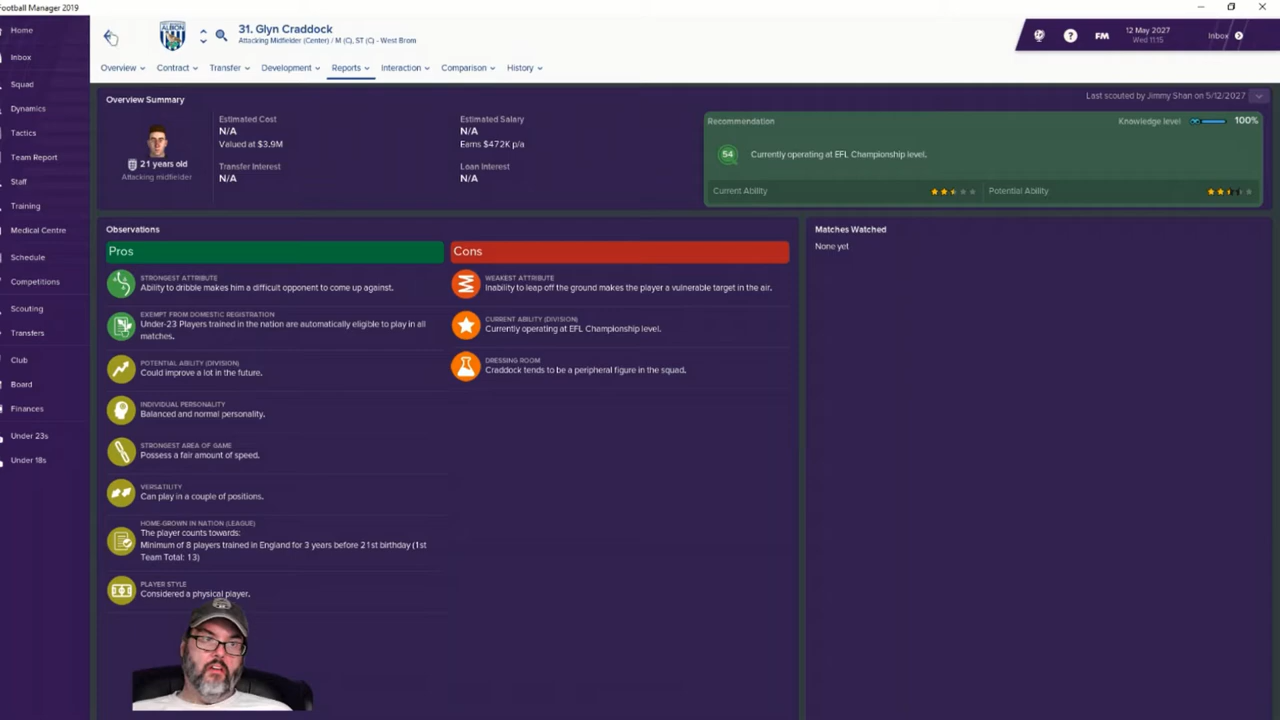 Football Manager 2019
Home
Inbox
Squad
Dynamics
Tactics
Team Report
Staff
Training
Medical Centre
Schedule
Competitions
Scouting
Transfers
Club
Board
Finances
Under 23s
Under 18s
ALBION
31. Glyn Craddock
Attacking Midfielder (Center) / M (C), ST (C) - West Brom
FM
12 May 2027
Wed 11:15
Inbox
Overview
Contract
Transfer
Development
Reports
Interaction
Comparison
History
Overview Summary
Last scouted by Jimmy Shan on 5/12/2027
21 years old
Attacking midfielder
Estimated Cost
N/A
Valued at $3.9M
Transfer Interest
N/A
Estimated Salary
N/A
Earns $472K p/a
Loan Interest
N/A
Recommendation
Knowledge level
100%
54
Currently operating at EFL Championship level.
Current Ability
Potential Ability
Observations
Pros
STRONGEST ATTRIBUTE
Ability to dribble makes him a difficult opponent to come up against.
EXEMPT FROM DOMESTIC REGISTRATION
Under-23 Players trained in the nation are automatically eligible to play in all
matches.
POTENTIAL ABILITY (DIVISION)
Could improve a lot in the future.
INDIVIDUAL PERSONALITY
Balanced and normal personality.
STRONGEST AREA OF GAME
Possess a fair amount of speed.
VERSATILITY
Can play in a couple of positions.
HOME-GROWN IN NATION (LEAGUE)
The player counts towards:
Minimum of 8 players trained in England for 3 years before 21st birthday (1st
Team Total: 13)
PLAYER STYLE
Considered a physical player.
Cons
WEAKEST ATTRIBUTE
Inability to leap off the ground makes the player a vulnerable target in the air.
CURRENT ABILITY (DIVISION)
Currently operating at EFL Championship level.
DRESSING ROOM
Craddock tends to be a peripheral figure in the squad.
Matches Watched
None yet